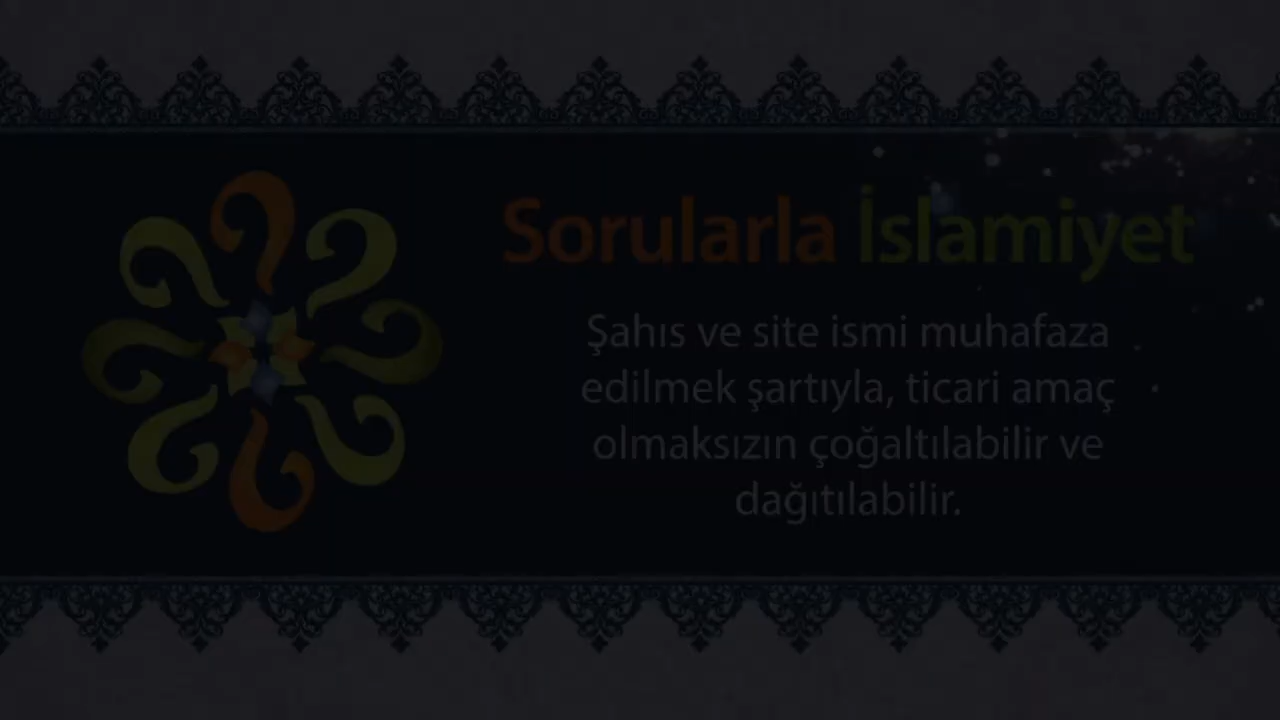 Sorularla İslamiyet
Şahıs ve site ismi muhafaza
edilmek şartıyla, ticari amaç
olmaksızın çoğaltılabilir ve
dağıtılabilir.